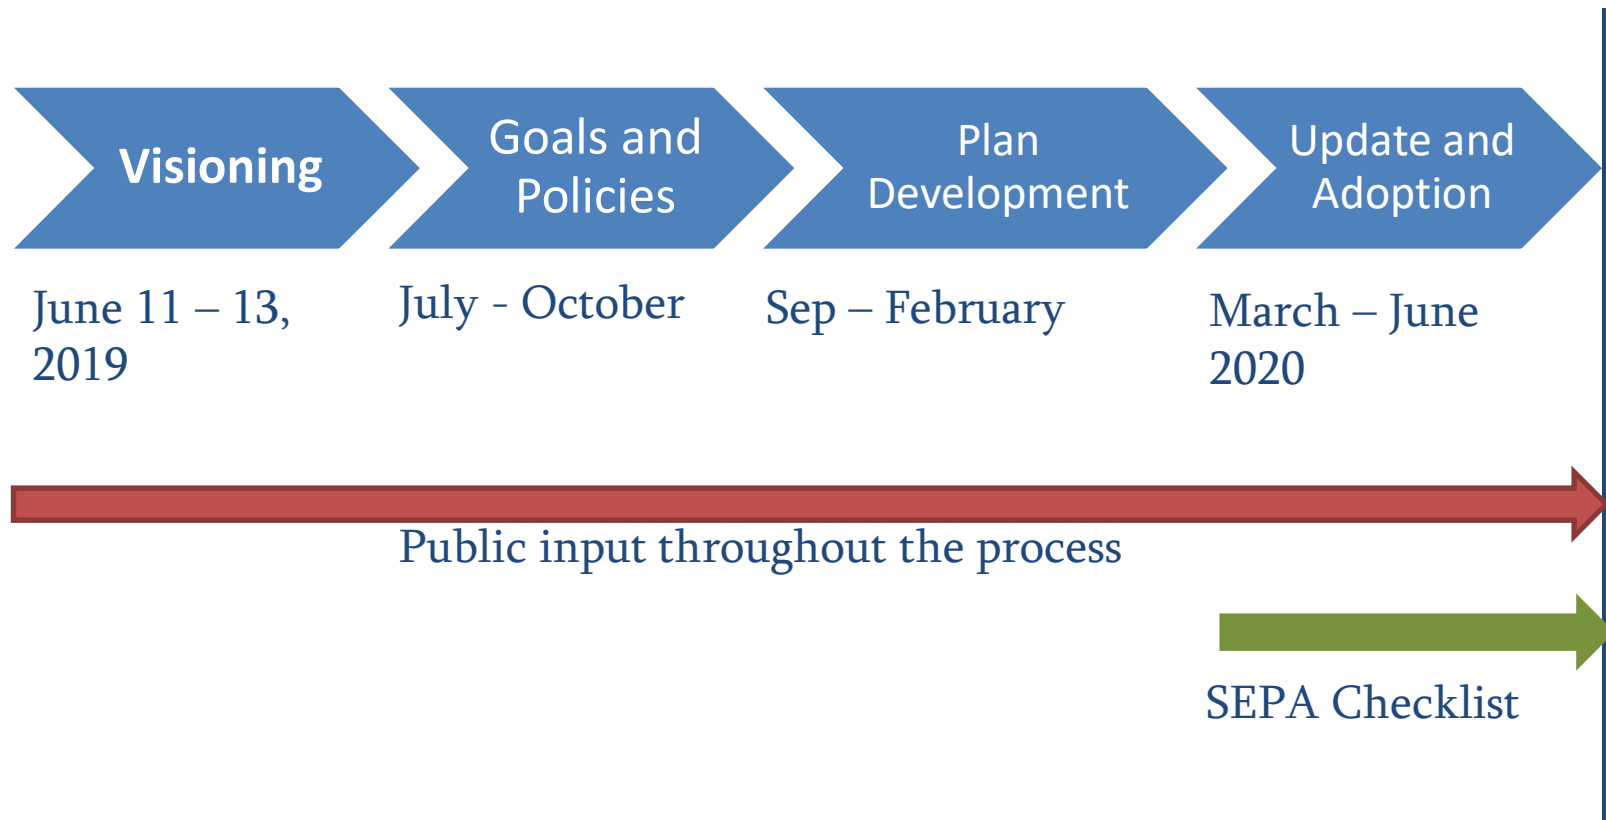 Visioning
Goals and
Policies
Plan
Development
Update and
Adoption
June 11 – 13,
2019
July - October
Sep – February
March – June
2020
Public input throughout the process
SEPA Checklist